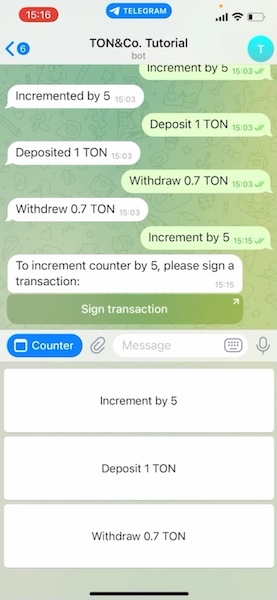 15:16
TELEGRAM
6
TON&Co. Tutorial
bot
T
Increment by 5 15:03
Incremented by 5 15:03
Deposit 1 TON 15:03
Deposited 1 TON 15:03
Withdraw 0.7 TON 15:03
Withdrew 0.7 TON 15:03
Increment by 5 15:15
To increment counter by 5, please sign a
transaction:
15:15
Sign transaction
Counter
Message
Increment by 5
Deposit 1 TON
Withdraw 0.7 TON